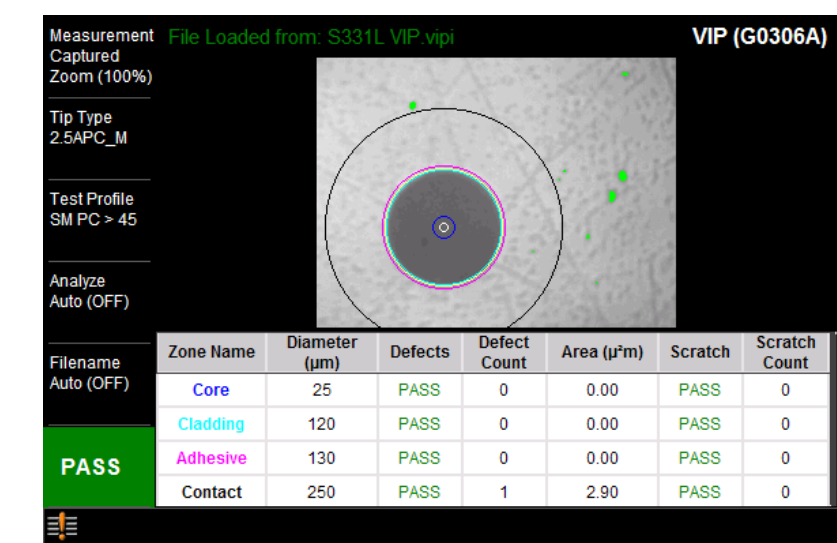 Measurement
Captured
Zoom (100%)
File Loaded from: S331L VIP.vipi
VIP (G0306A)
Tip Type
2.5APC_M
Test Profile
SM PC > 45
Analyze
Auto (OFF)
Filename
Auto (OFF)
PASS
Zone Name Diameter (µm) Defects Defect Count Area (µ²m) Scratch Scratch Count
Core 25 PASS 0 0.00 PASS 0
Cladding 120 PASS 0 0.00 PASS 0
Adhesive 130 PASS 0 0.00 PASS 0
Contact 250 PASS 1 2.90 PASS 0